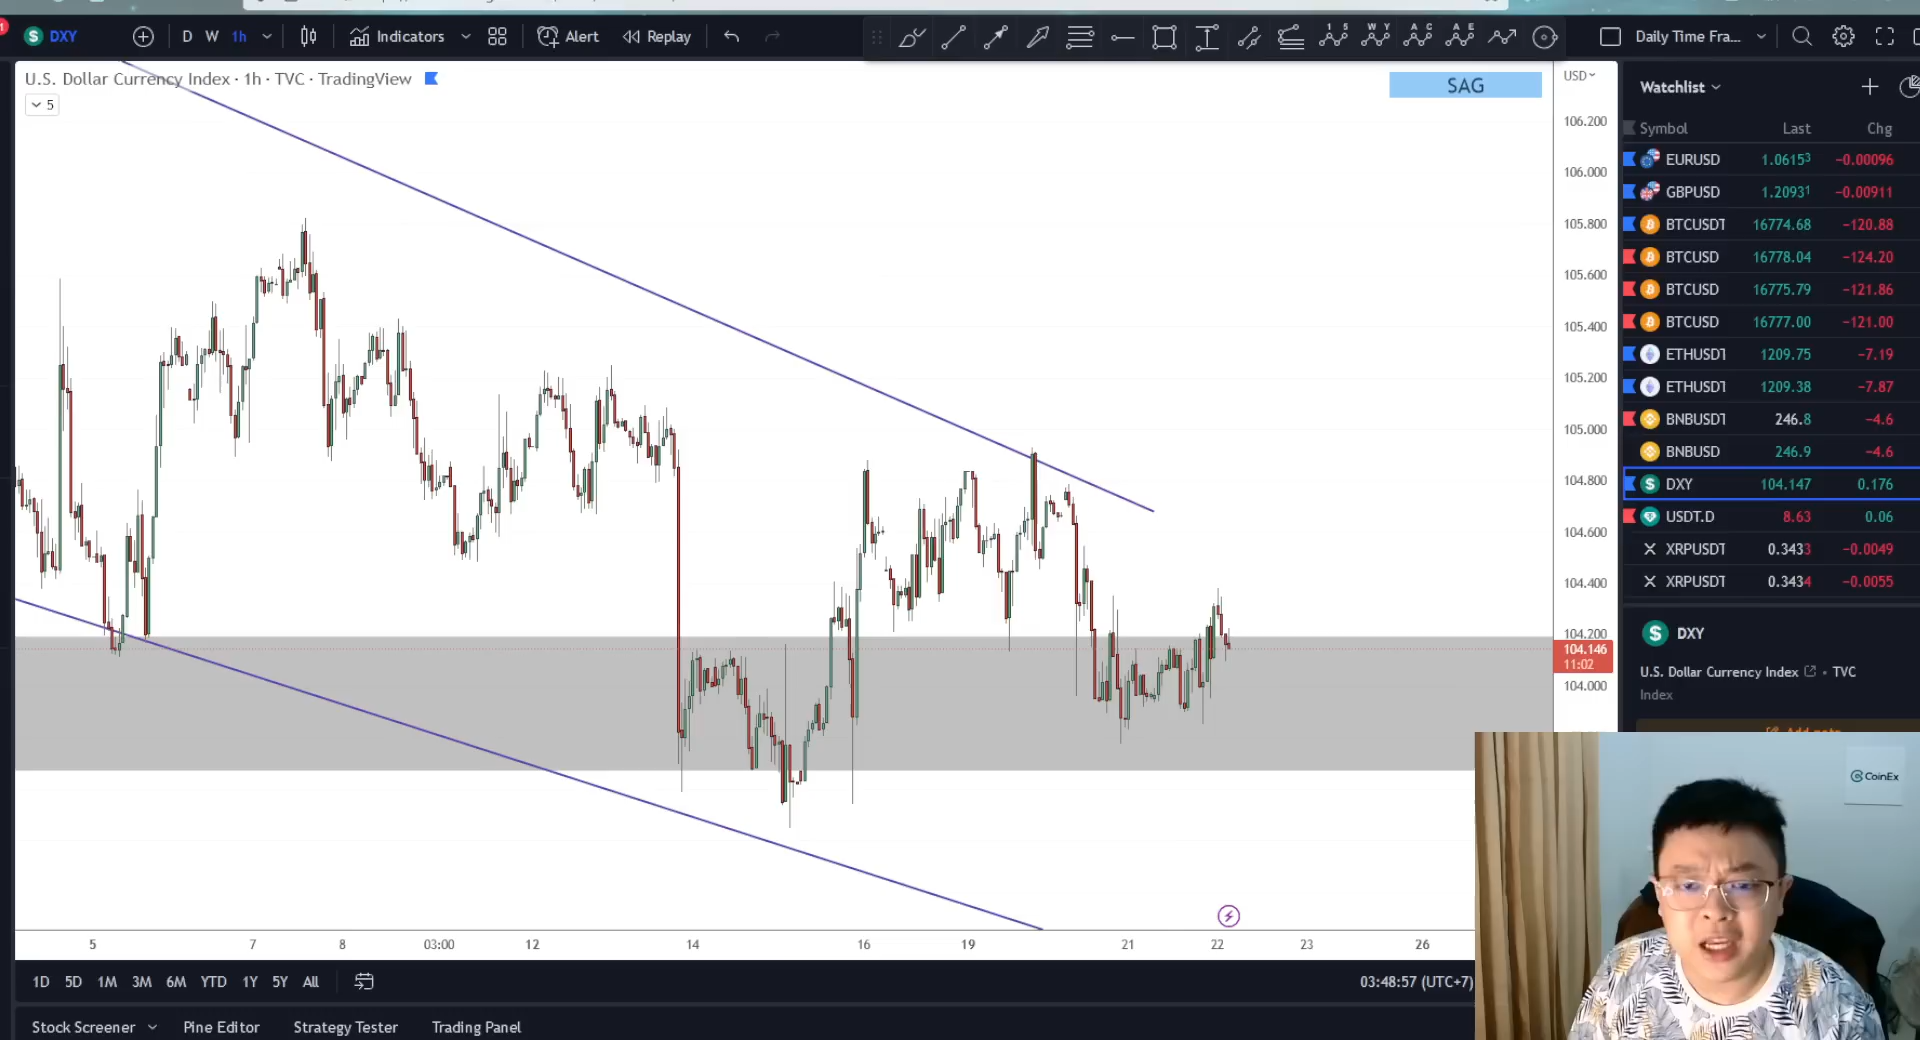 DXY
D W 1h
Indicators
Alert
Replay
1 5
W Y
A C
A E
Daily Time Fra...
U.S. Dollar Currency Index · 1h · TVC · TradingView
5
SAG
USD
106.200
106.000
105.800
105.600
105.400
105.200
105.000
104.800
104.600
104.400
104.200
104.146
11:02
104.000
Watchlist
Symbol Last Chg
EURUSD 1.06153 -0.00096
GBPUSD 1.20931 -0.00911
BTCUSDT 16774.68 -120.88
BTCUSD 16778.04 -124.20
BTCUSD 16775.79 -121.86
BTCUSD 16777.00 -121.00
ETHUSDT 1209.75 -7.19
ETHUSDT 1209.38 -7.87
BNBUSDT 246.8 -4.6
BNBUSD 246.9 -4.6
DXY 104.147 0.176
USDT.D 8.63 0.06
XRPUSDT 0.3433 -0.0049
XRPUSDT 0.3434 -0.0055
DXY
U.S. Dollar Currency Index • TVC
Index
CoinEx
5 7 8 03:00 12 14 16 19 21 22 23 26
1D 5D 1M 3M 6M YTD 1Y 5Y All
03:48:57 (UTC+7)
Stock Screener Pine Editor Strategy Tester Trading Panel